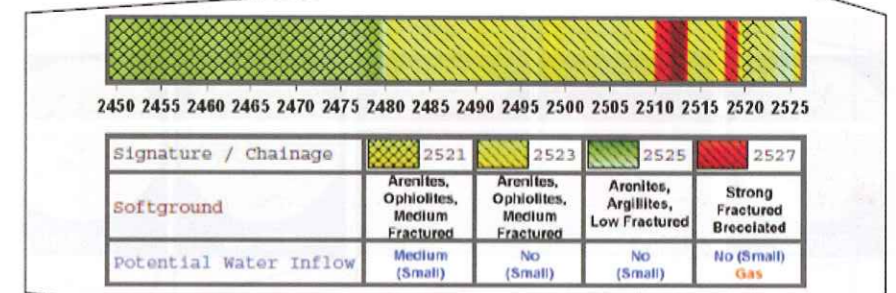 2450 2455 2460 2465 2470 2475 2480 2485 2490 2495 2500 2505 2510 2515 2520 2525
Signature / Chainage 2521 2523 2525 2527
Softground
Arenites,
Ophiolites,
Medium
Fractured
Arenites,
Ophiolites,
Medium
Fractured
Arenites,
Argillites,
Low Fractured
Strong
Fractured
Brecciated
Potential Water Inflow
Medium
(Small)
No
(Small)
No
(Small)
No (Small)
Gas